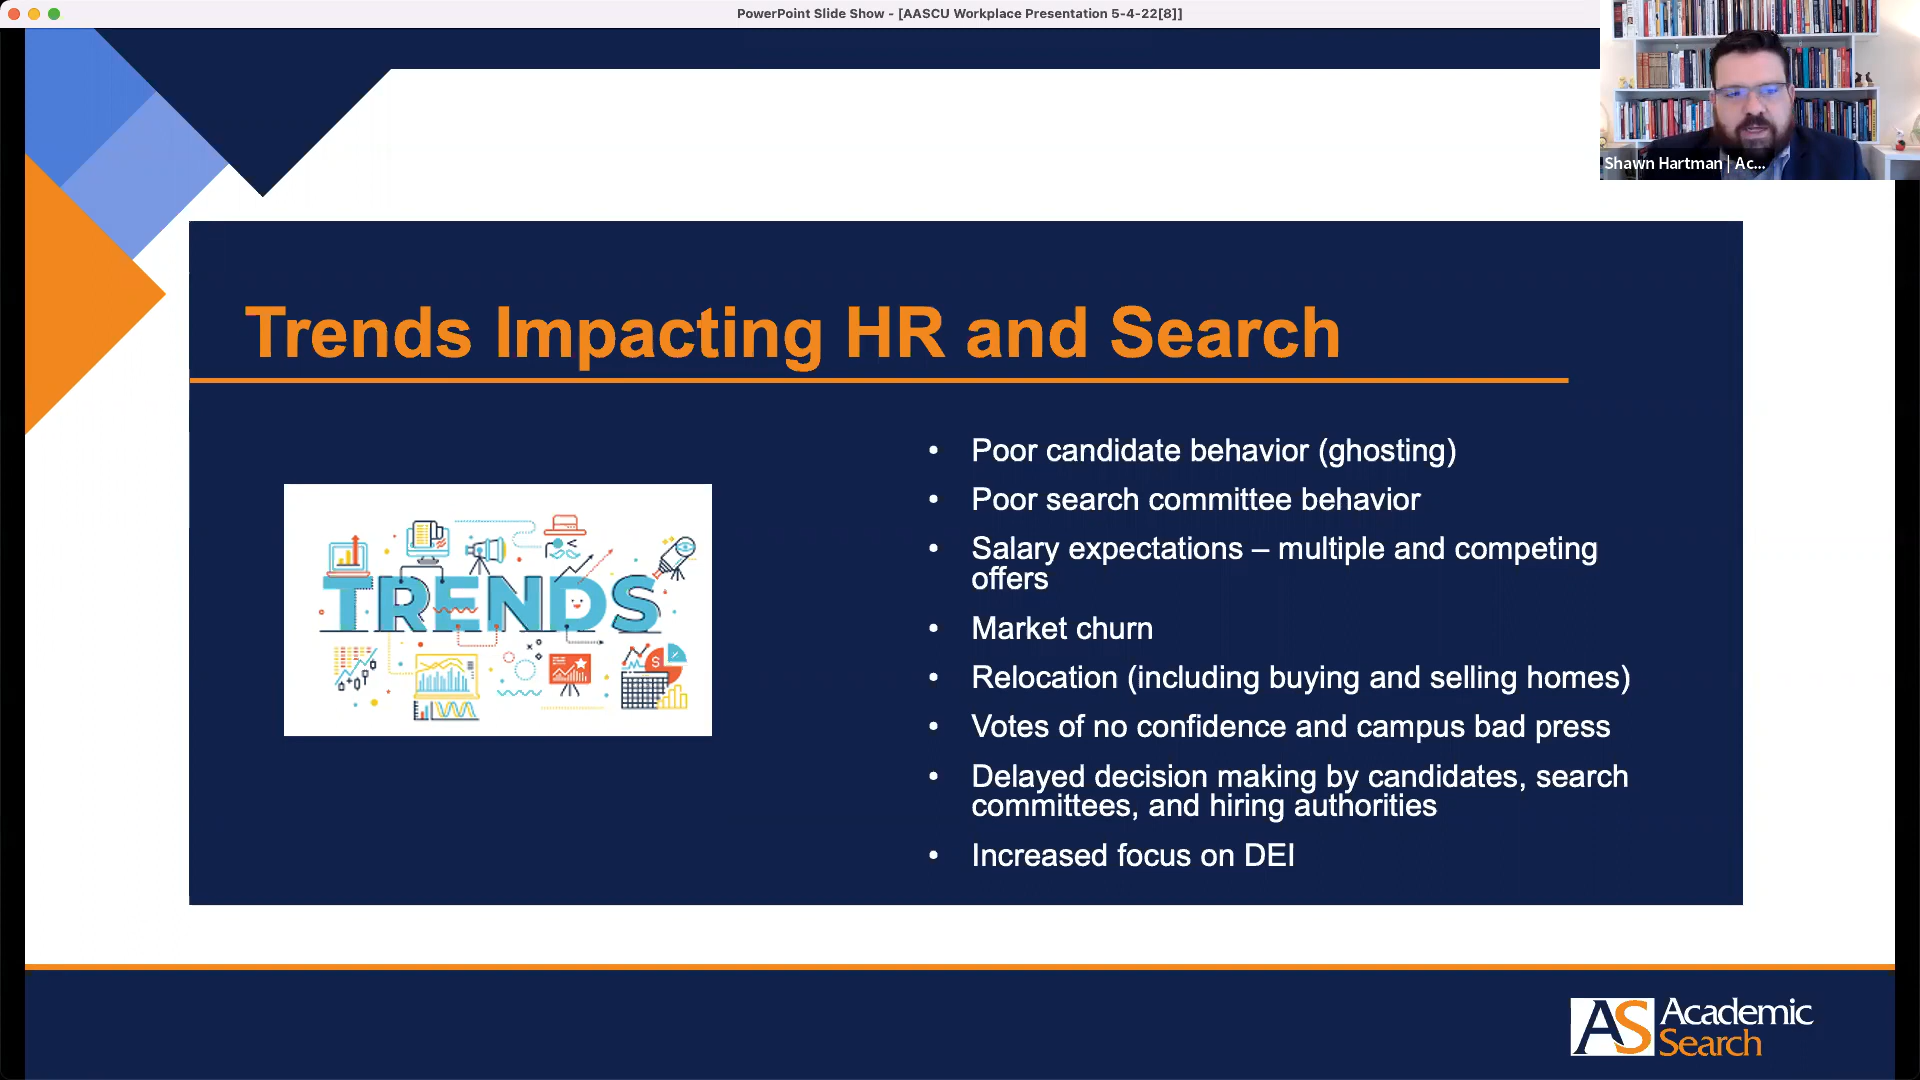 PowerPoint Slide Show - [AASCU Workplace Presentation 5-4-22[8]]
Shawn Hartman | Ac...
Trends Impacting HR and Search
TRENDS
• Poor candidate behavior (ghosting)
• Poor search committee behavior
• Salary expectations – multiple and competing
offers
• Market churn
• Relocation (including buying and selling homes)
• Votes of no confidence and campus bad press
• Delayed decision making by candidates, search
committees, and hiring authorities
• Increased focus on DEI
AS Academic
Search